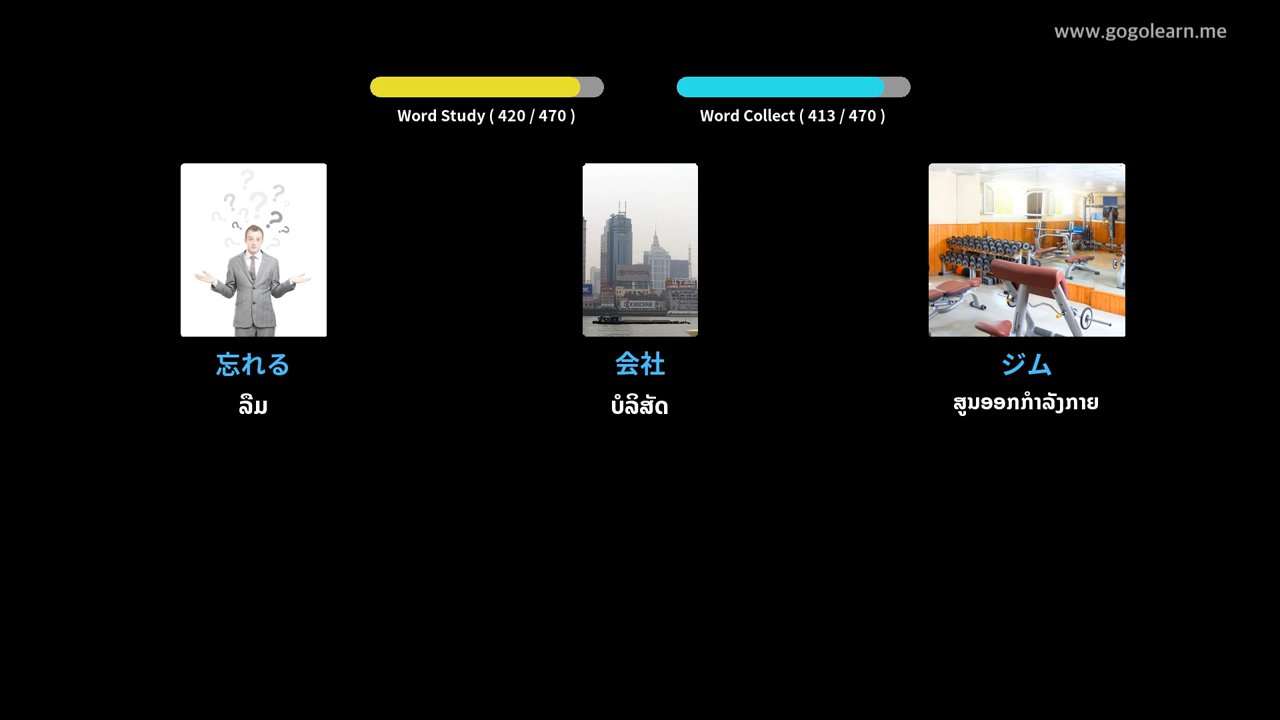 www.gogolearn.me
Word Study ( 420 / 470 )
Word Collect ( 413 / 470 )
忘れる
会社
ジム
ລືມ
ບໍລິສັດ
ສູນອອກກຳລັງກາຍ